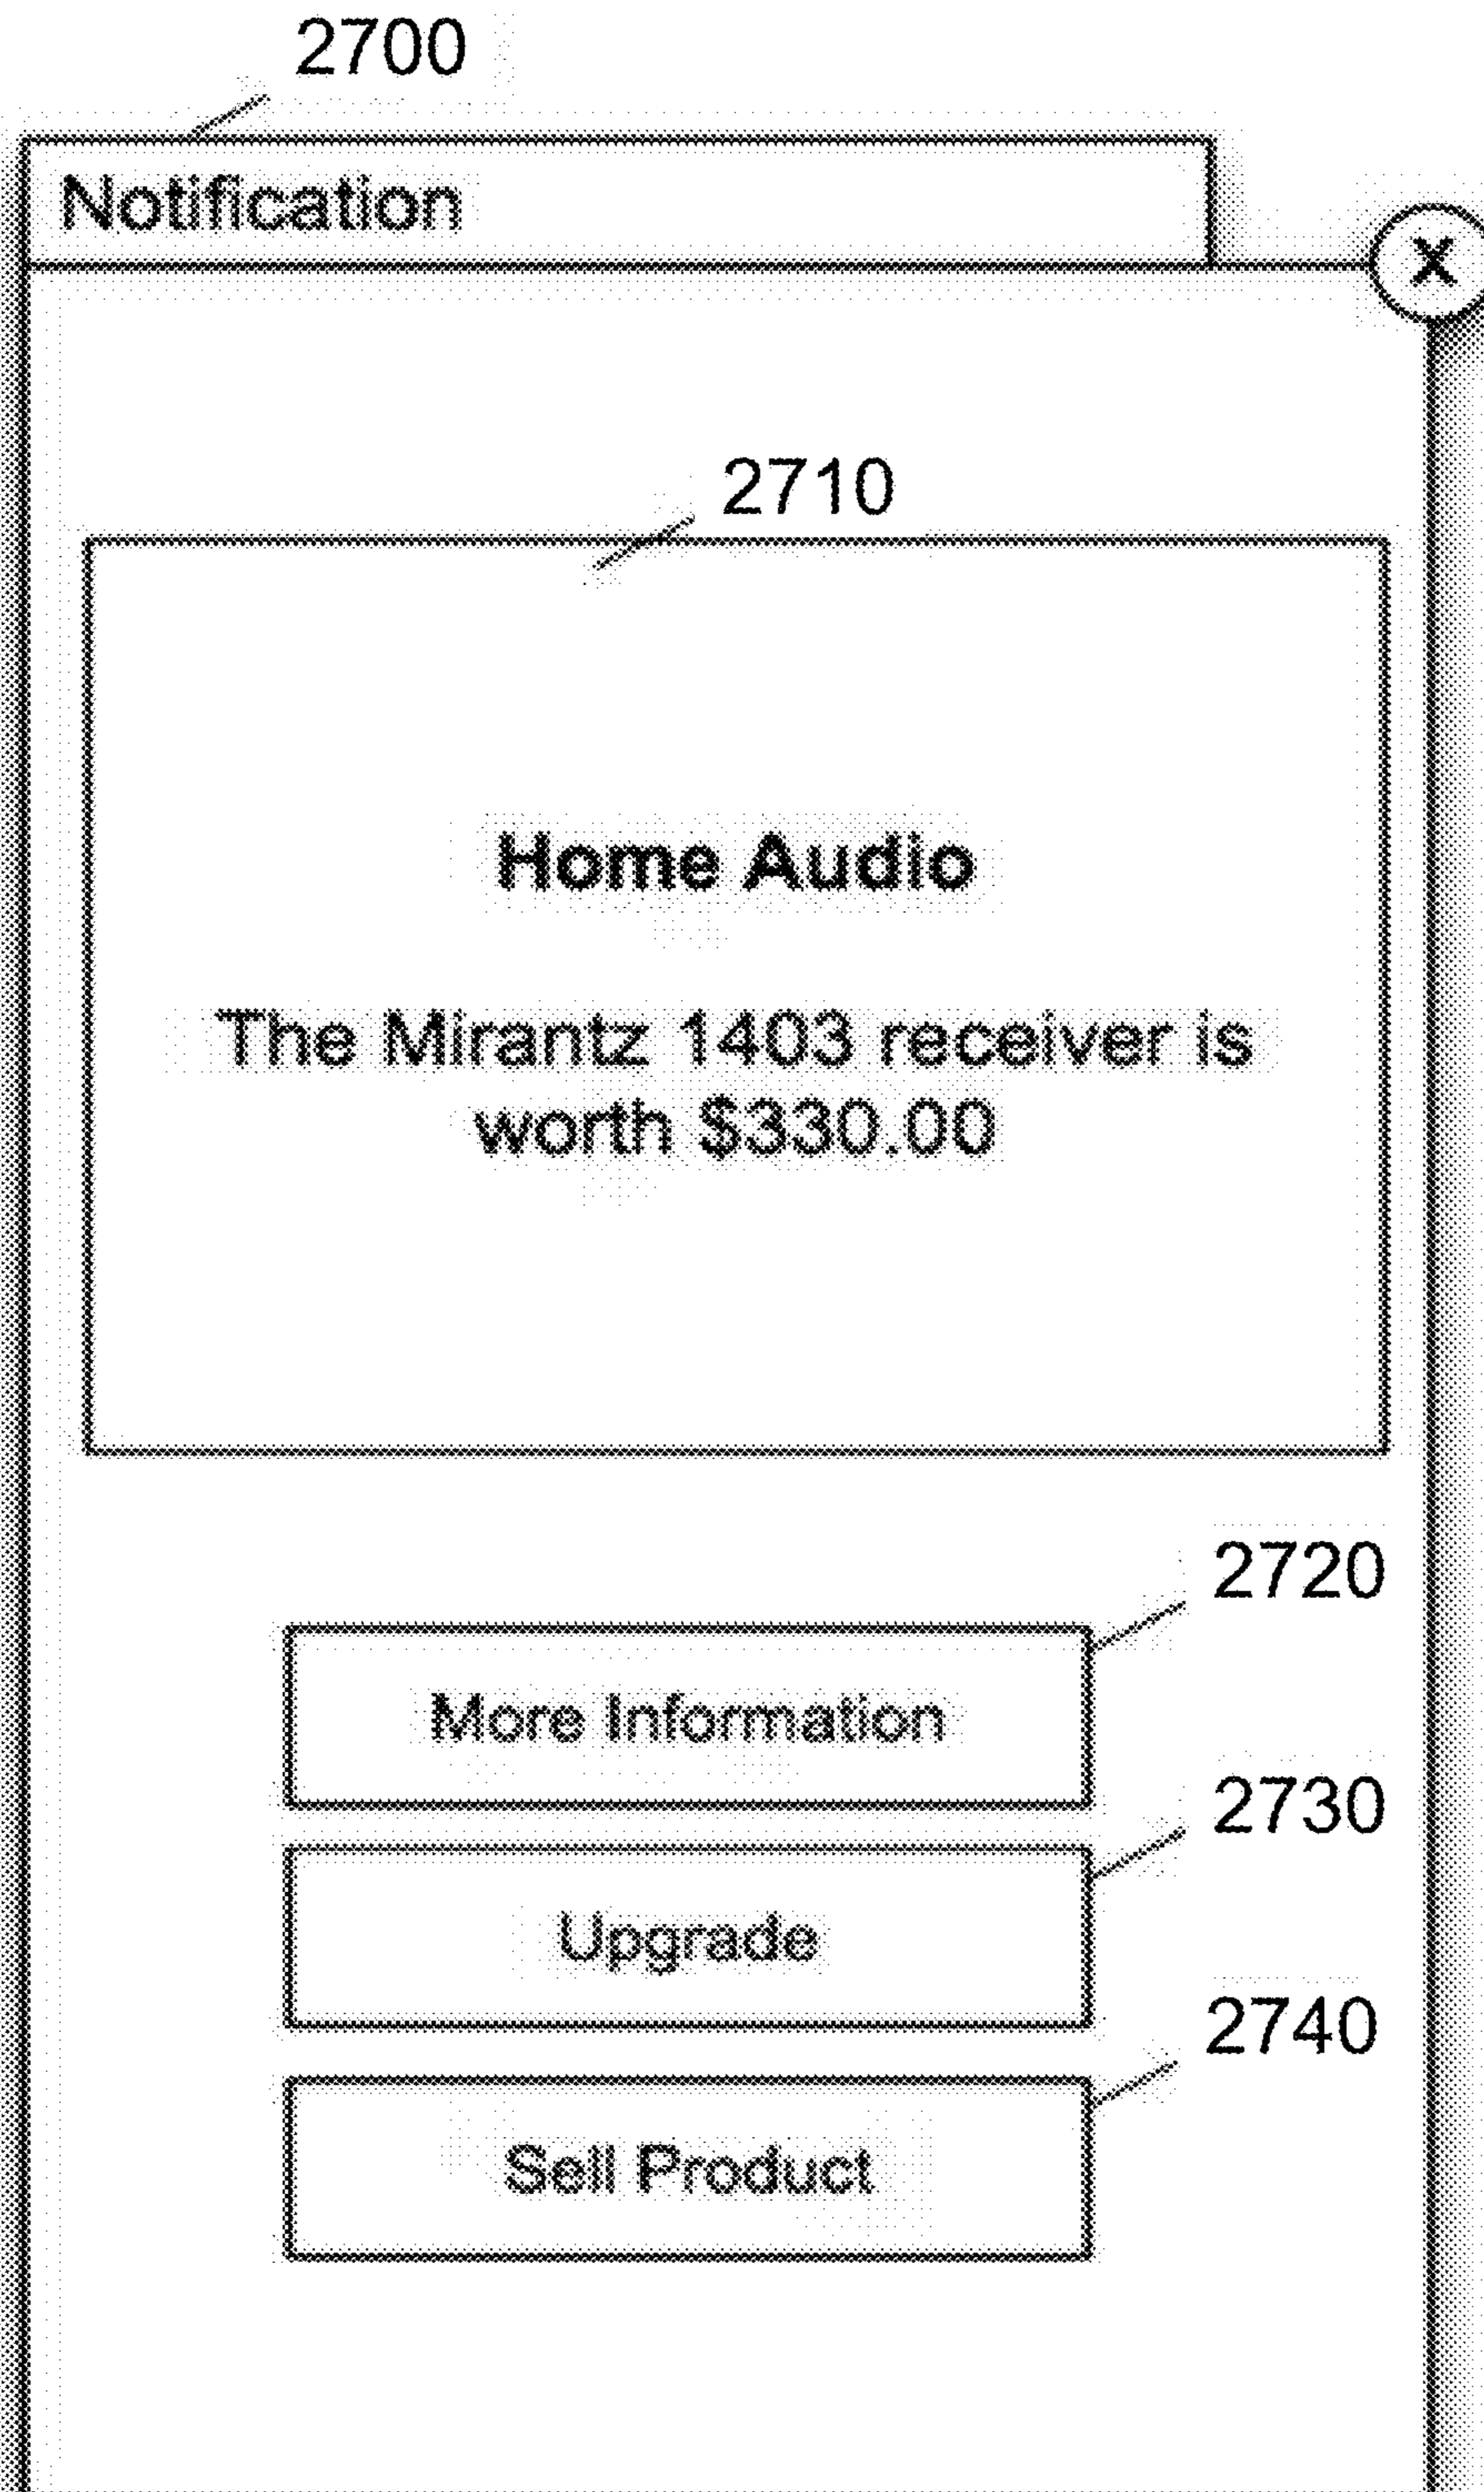 2700
Notification
X
2710
Home Audio
The Mirantz 1403 receiver is
worth $330.00
2720
More Information
2730
Upgrade
2740
Sell Product